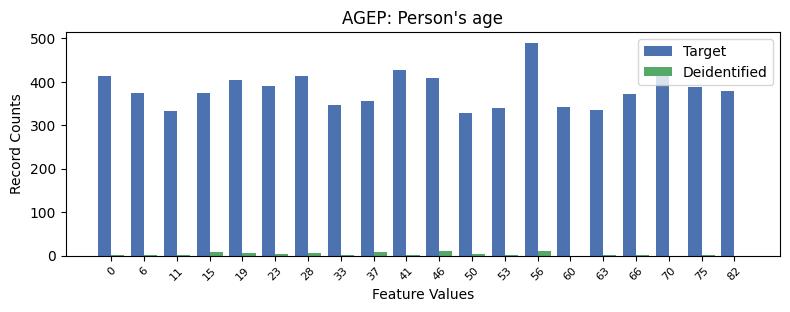 AGEP: Person's age
Target
Deidentified
Record Counts
500
400
300
200
100
0
0 6 11 15 19 23 28 33 37 41 46 50 53 56 60 63 66 70 75 82
Feature Values